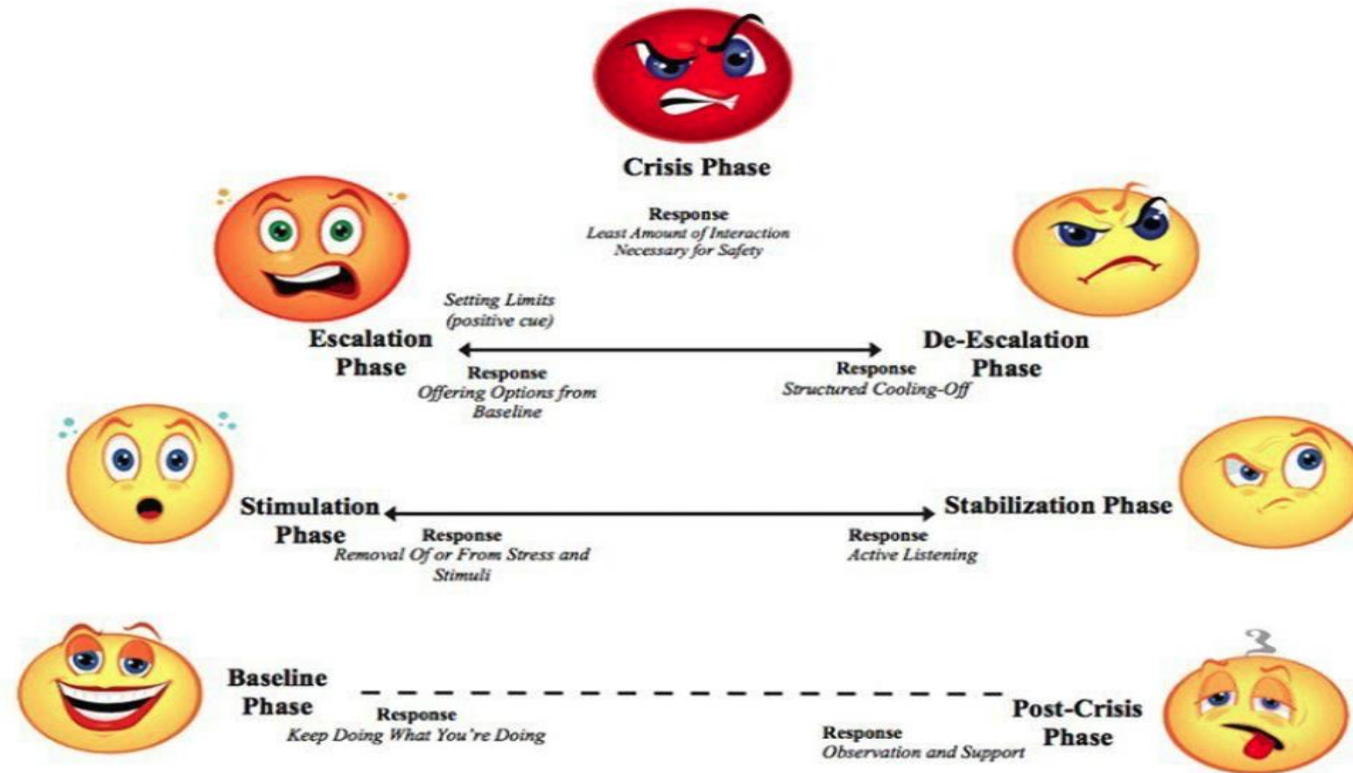 Crisis Phase
Response
Least Amount of Interaction
Necessary for Safety
Setting Limits
(positive cue)
Escalation
Phase
Response
Offering Options from
Baseline
De-Escalation
Phase
Response
Structured Cooling-Off
Stimulation
Phase
Response
Removal Of or From Stress and
Stimuli
Stabilization Phase
Response
Active Listening
Baseline
Phase
Response
Keep Doing What You're Doing
Post-Crisis
Phase
Response
Observation and Support